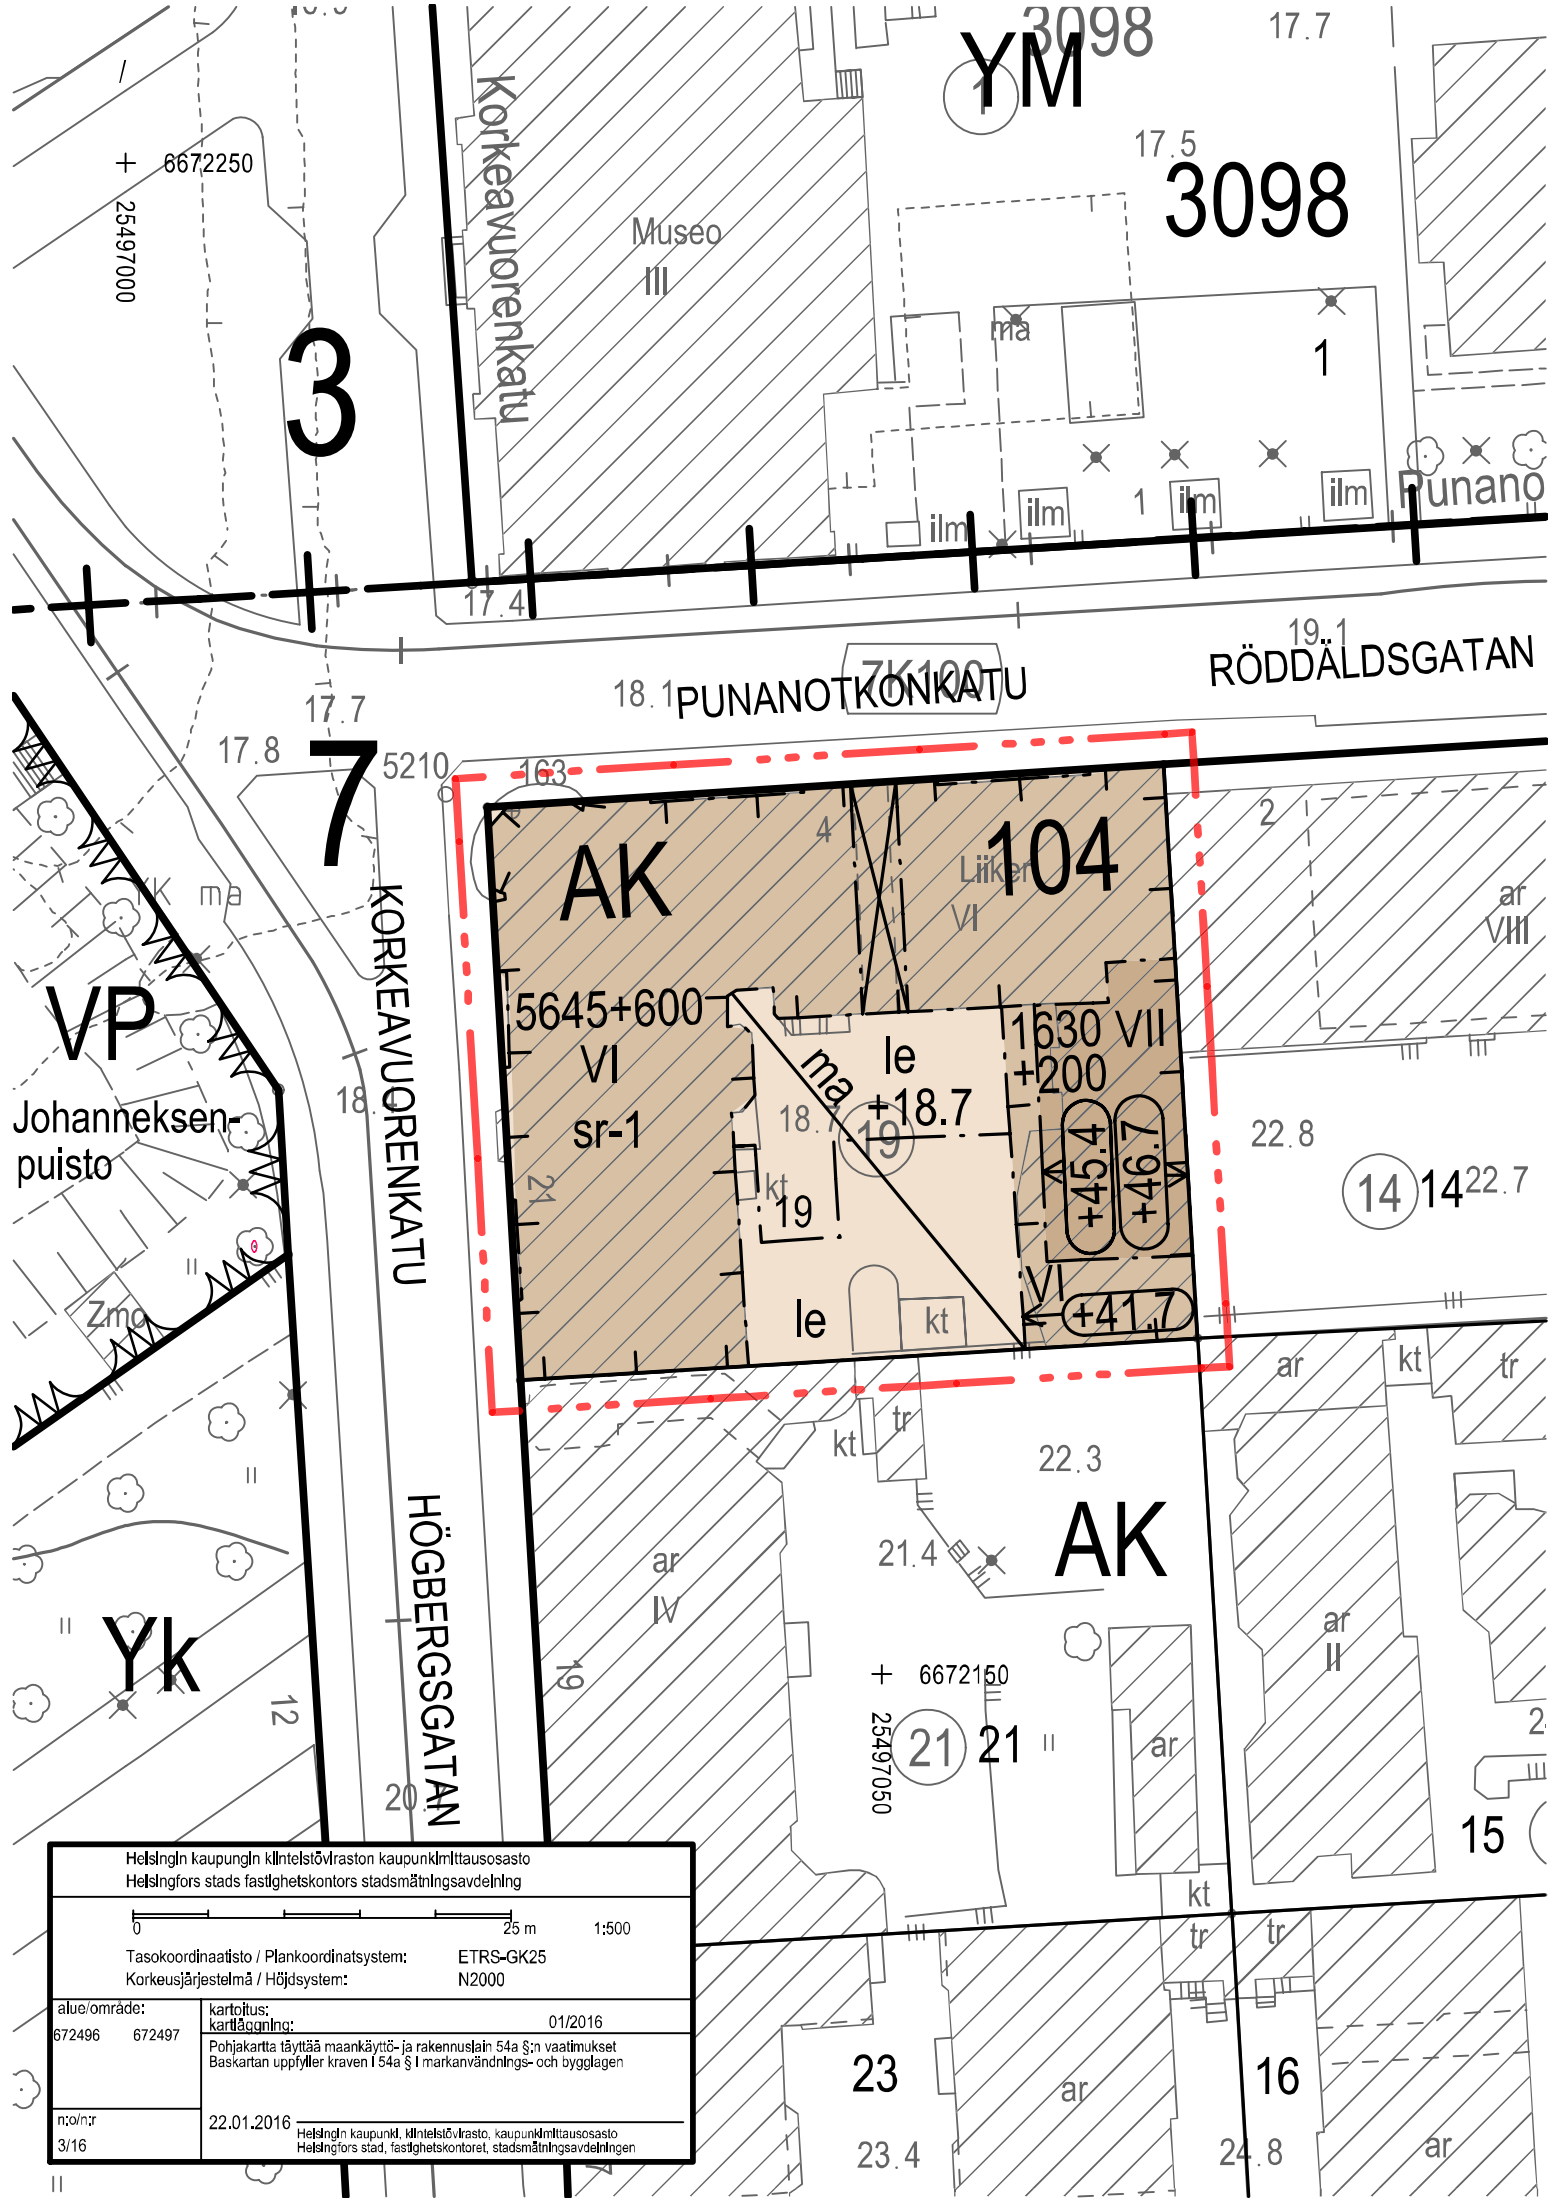 3098
17.7
YM
1
17.5
3098
6672250
25497000
Korkeavuorenkatu
Museo
III
ma
1
3
Punano
ilm
ilm
1
ilm
ilm
17.4
19.1
RÖDDÄLDSGATAN
7K100
18.1
PUNANOTKONKATU
17.7
17.8
7
5210
163
2
4
AK
104
Liiker
VI
ar
VIII
ma
KORKEAVUORENKATU
VP
5645+600
VI
sr-1
ma
le
+18.7
1630 VII
+200
18.7
19
+45.4
+46.7
22.8
14
14
22.7
Johanneksen-
puisto
18.4
21
kt
19
Zmo
le
kt
VI
+41.7
ar
kt
tr
tr
kt
22.3
HÖGBERGSGATAN
ar
IV
21.4
AK
ar
II
Yk
12
19
6672150
25497050
21
21
ar
15
kt
Helsingin kaupungin kiinteistöviraston kaupunkimittausosasto
Helsingfors stads fastighetskontors stadsmätningsavdelning
0
25 m
1:500
Tasokoordinaatisto / Plankoordinatsystem: ETRS-GK25
Korkeusjärjestelmä / Höjdsystem: N2000
alue/område:
672496 672497
kartoitus:
kartläggning: 01/2016
Pohjakartta täyttää maankäyttö- ja rakennuslain 54a §:n vaatimukset
Baskartan uppfyller kraven i 54a § i markanvändnings- och bygglagen
n:o/n:r
3/16
22.01.2016
Helsingin kaupunki, kiinteistövirasto, kaupunkimittausosasto
Helsingfors stad, fastighetskontoret, stadsmätningsavdelningen
tr
tr
23
16
ar
23.4
24.8
ar